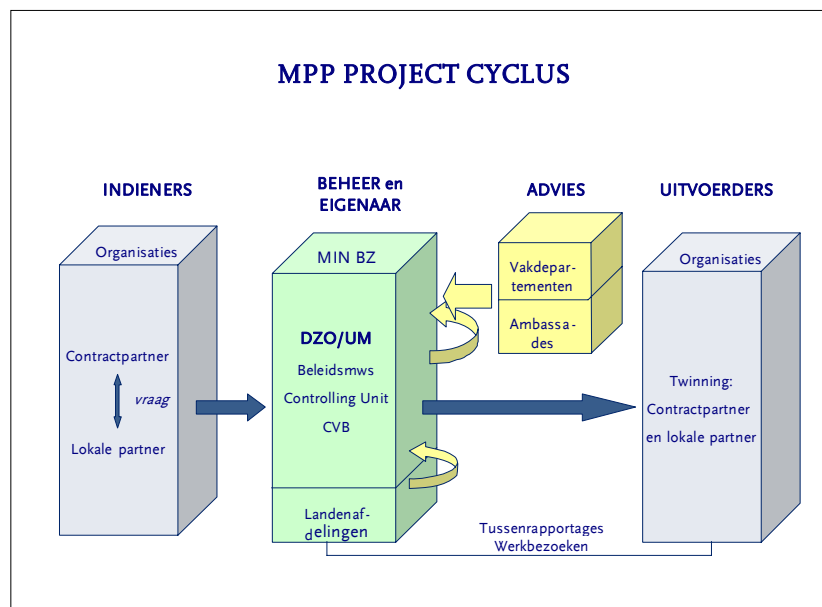 MPP PROJECT CYCLUS
INDIENERS
BEHEER en
EIGENAAR
ADVIES
UITVOERDERS
Organisaties
Contractpartner
vraag
Lokale partner
MIN BZ
DZO/UM
Beleidsmws
Controlling Unit
CVB
Landenaf-
delingen
Vakdepar-
tementen
Ambassa-
des
Organisaties
Twinning:
Contractpartner
en lokale partner
Tussenrapportages
Werkbezoeken